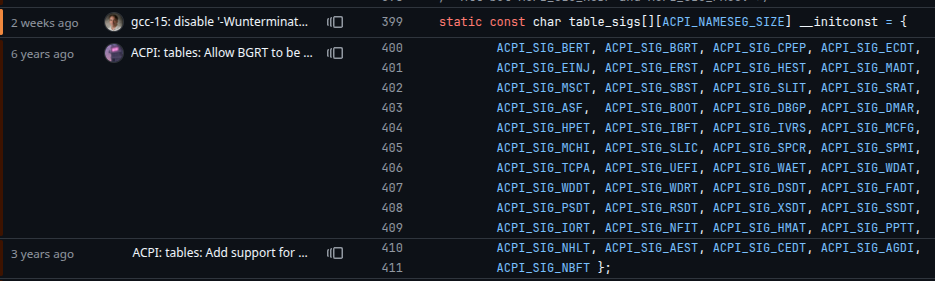 2 weeks ago gcc-15: disable '-Wunterminat... 399 static const char table_sigs[][ACPI_NAMESEG_SIZE] __initconst = {
6 years ago ACPI: tables: Allow BGRT to be ... 400 ACPI_SIG_BERT, ACPI_SIG_BGRT, ACPI_SIG_CPEP, ACPI_SIG_ECDT,
401 ACPI_SIG_EINJ, ACPI_SIG_ERST, ACPI_SIG_HEST, ACPI_SIG_MADT,
402 ACPI_SIG_MSCT, ACPI_SIG_SBST, ACPI_SIG_SLIT, ACPI_SIG_SRAT,
403 ACPI_SIG_ASF, ACPI_SIG_BOOT, ACPI_SIG_DBGP, ACPI_SIG_DMAR,
404 ACPI_SIG_HPET, ACPI_SIG_IBFT, ACPI_SIG_IVRS, ACPI_SIG_MCFG,
405 ACPI_SIG_MCHI, ACPI_SIG_SLIC, ACPI_SIG_SPCR, ACPI_SIG_SPMI,
406 ACPI_SIG_TCPA, ACPI_SIG_UEFI, ACPI_SIG_WAET, ACPI_SIG_WDAT,
407 ACPI_SIG_WDDT, ACPI_SIG_WDRT, ACPI_SIG_DSDT, ACPI_SIG_FADT,
408 ACPI_SIG_PSDT, ACPI_SIG_RSDT, ACPI_SIG_XSDT, ACPI_SIG_SSDT,
409 ACPI_SIG_IORT, ACPI_SIG_NFIT, ACPI_SIG_HMAT, ACPI_SIG_PPTT,
3 years ago ACPI: tables: Add support for ... 410 ACPI_SIG_NHLT, ACPI_SIG_AEST, ACPI_SIG_CEDT, ACPI_SIG_AGDI,
411 ACPI_SIG_NBFT };